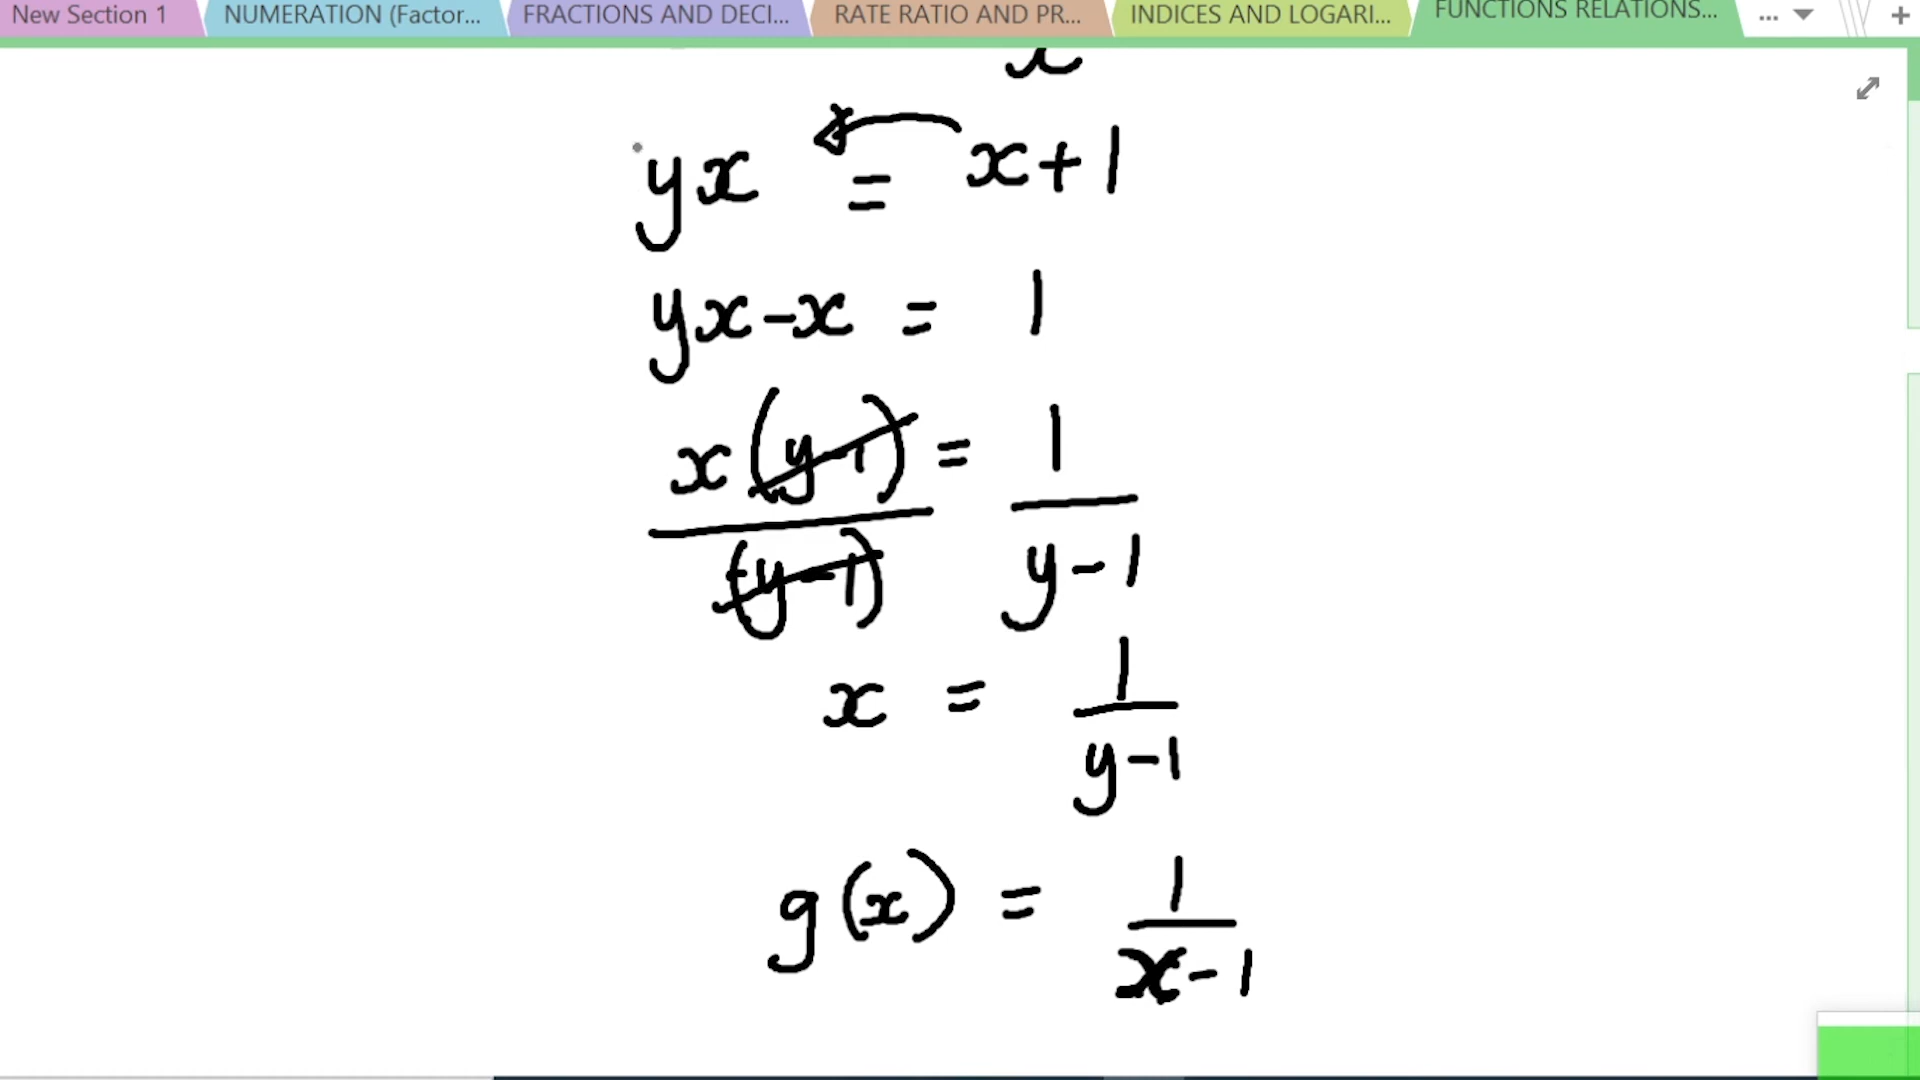 New Section 1 NUMERATION (Factor... FRACTIONS AND DECI... RATE RATIO AND PR... INDICES AND LOGARI... FUNCTIONS RELATIONS... ...
x
yx = x+1
yx-x = 1
x(y-1) = 1
(y-1) y-1
x = 1
y-1
g(x) = 1
x-1